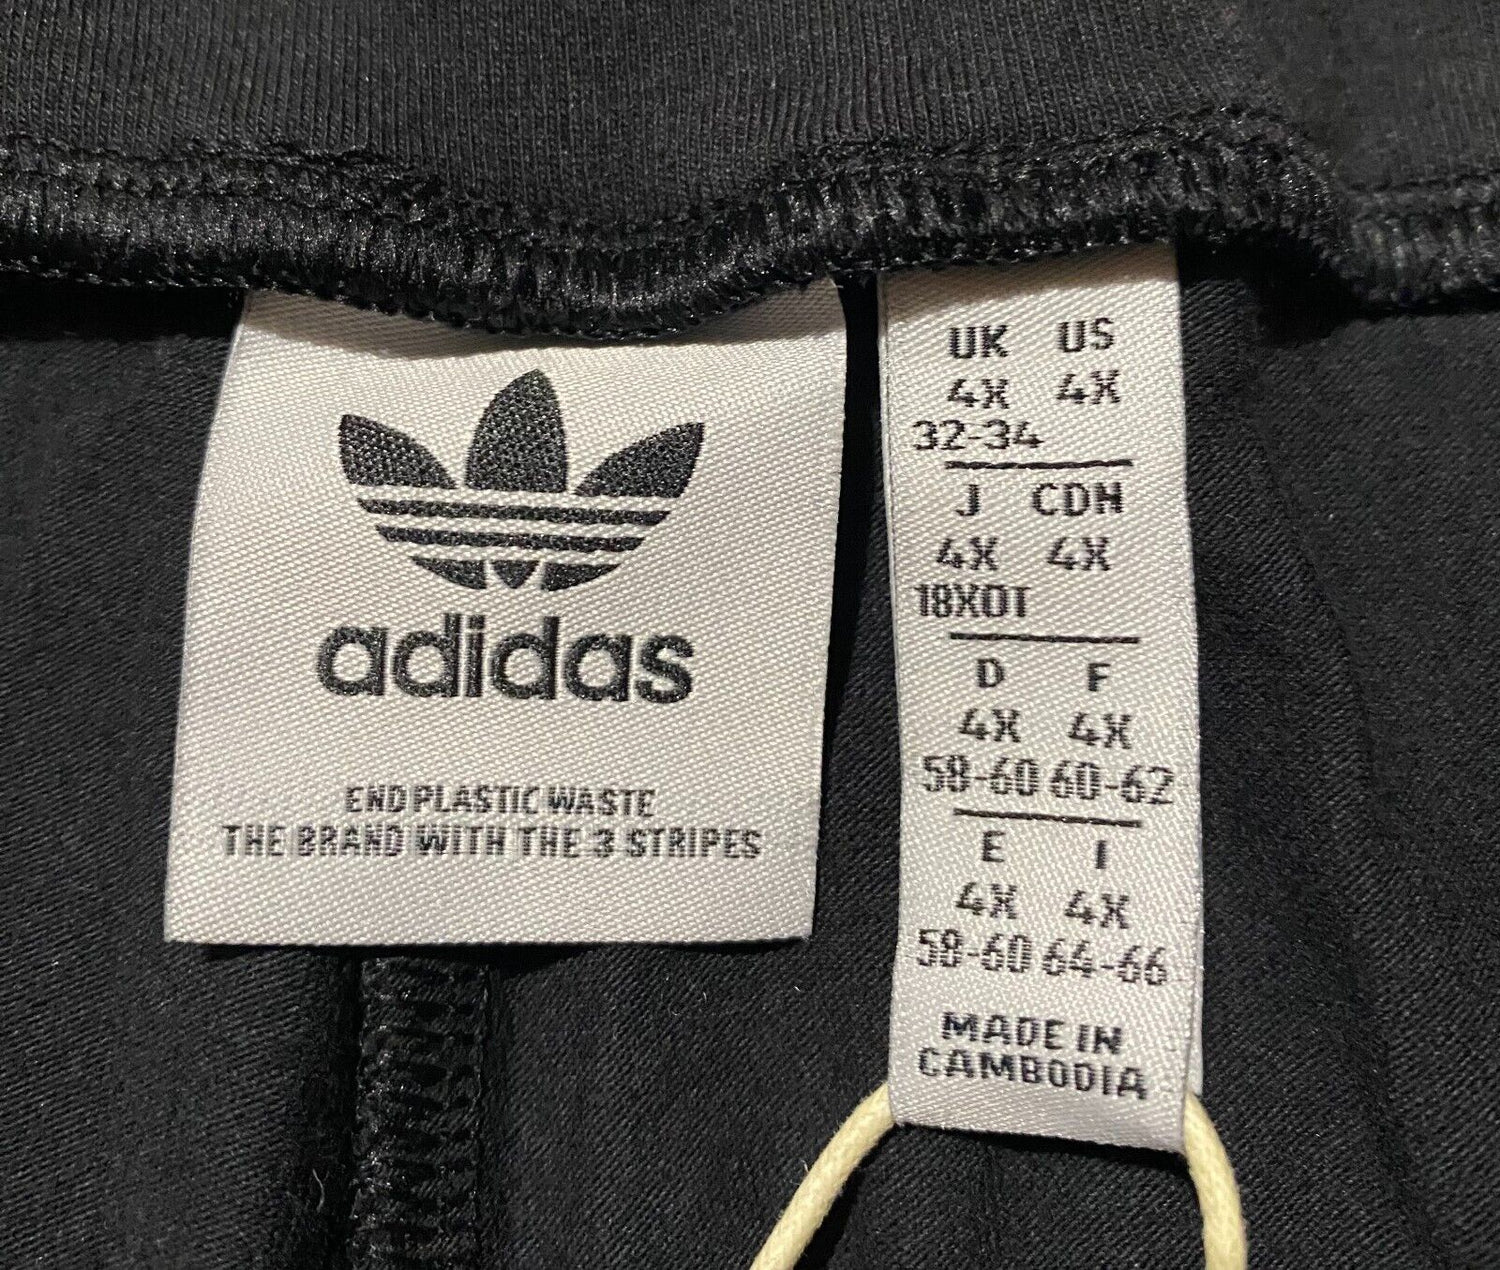 adidas
END PLASTIC WASTE
THE BRAND WITH THE 3 STRIPES
UK US
4X 4X
32-34
J CDN
4X 4X
18XOT
D F
4X 4X
58-60 60-62
E I
4X 4X
58-60 64-66
MADE IN
CAMBODIA